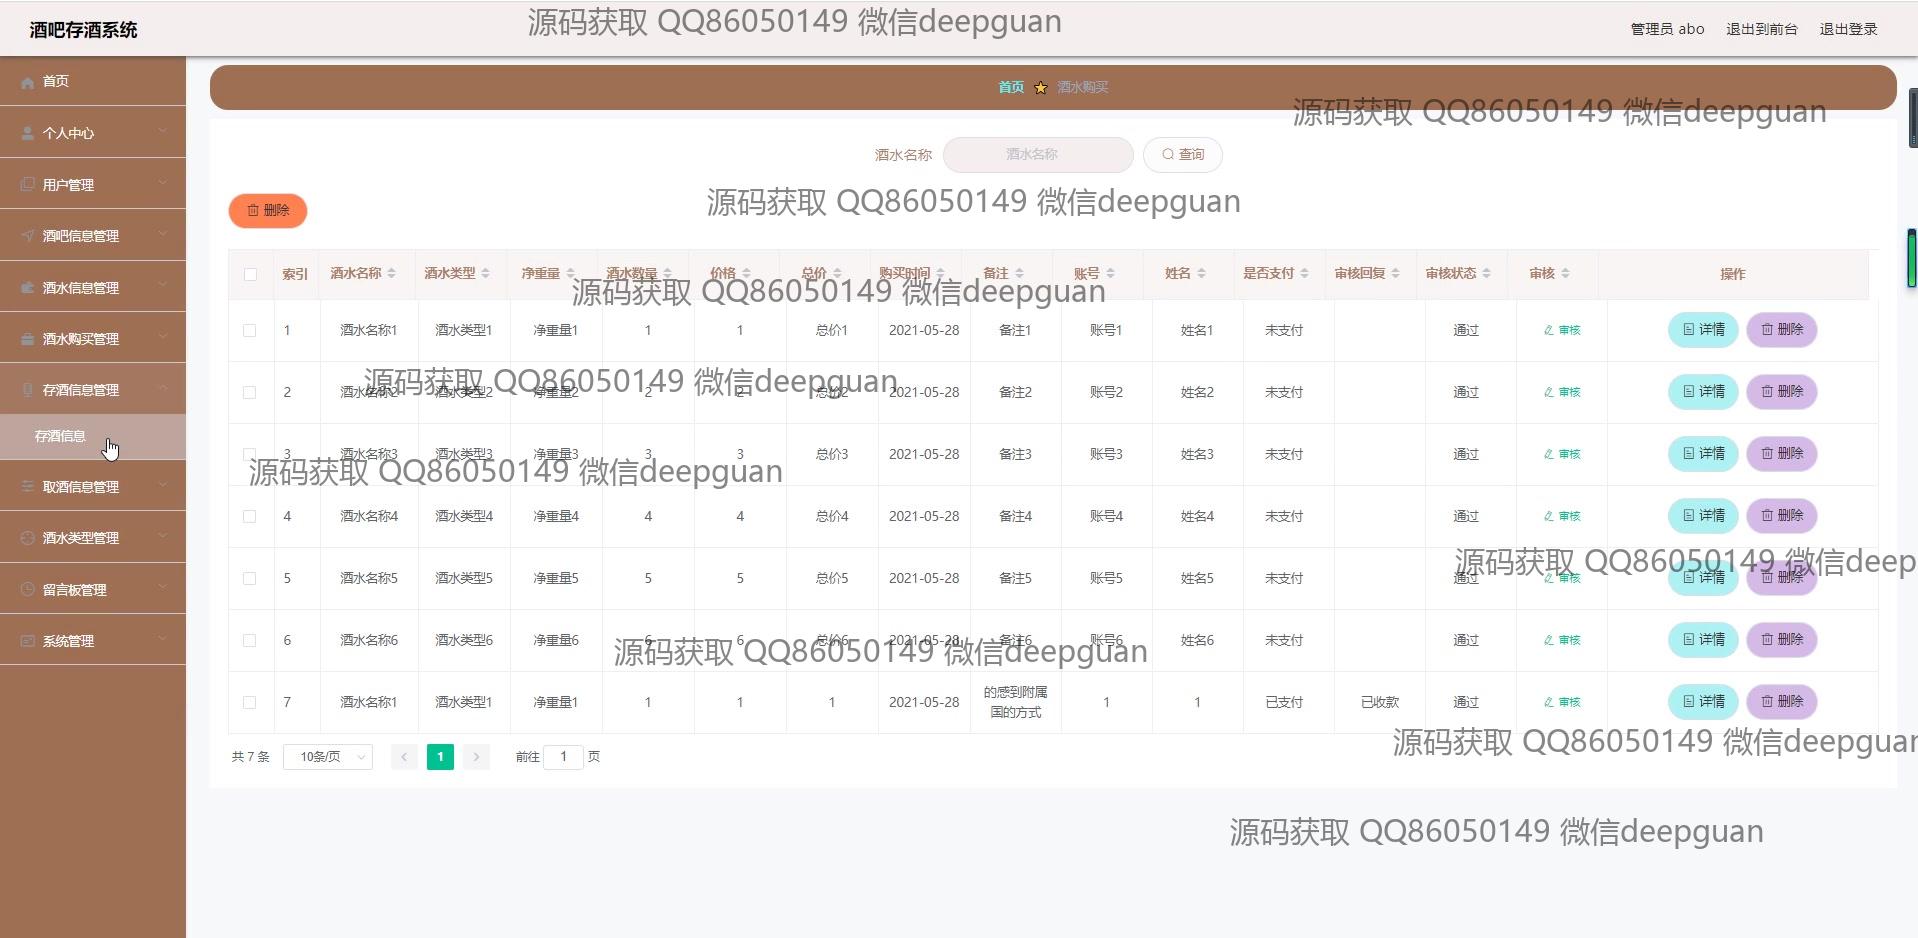 酒吧存酒系统
源码获取 QQ86050149 微信deepguan
管理员 abo 退出到前台 退出登录
首页
个人中心
用户管理
酒吧信息管理
酒水信息管理
酒水购买管理
存酒信息管理
存酒信息
取酒信息管理
酒水类型管理
留言板管理
系统管理
首页 酒水购买
源码获取 QQ86050149 微信deepguan
酒水名称 酒水名称 查询
源码获取 QQ86050149 微信deepguan
删除
索引 酒水名称 酒水类型 净重量 酒水数量 价格 总价 购买时间 备注 账号 姓名 是否支付 审核回复 审核状态 审核 操作
源码获取 QQ86050149 微信deepguan
1 酒水名称1 酒水类型1 净重量1 1 1 总价1 2021-05-28 备注1 账号1 姓名1 未支付 通过 审核 详情 删除
源码获取 QQ86050149 微信deepguan
2 酒水名称2 酒水类型2 净重量2 2 2 总价2 2021-05-28 备注2 账号2 姓名2 未支付 通过 审核 详情 删除
3 酒水名称3 酒水类型3 净重量3 3 3 总价3 2021-05-28 备注3 账号3 姓名3 未支付 通过 审核 详情 删除
源码获取 QQ86050149 微信deepguan
4 酒水名称4 酒水类型4 净重量4 4 4 总价4 2021-05-28 备注4 账号4 姓名4 未支付 通过 审核 详情 删除
源码获取 QQ86050149 微信deep
5 酒水名称5 酒水类型5 净重量5 5 5 总价5 2021-05-28 备注5 账号5 姓名5 未支付 通过 审核 详情 删除
6 酒水名称6 酒水类型6 净重量6 6 6 总价6 2021-05-28 备注6 账号6 姓名6 未支付 通过 审核 详情 删除
源码获取 QQ86050149 微信deepguan
7 酒水名称1 酒水类型1 净重量1 1 1 1 2021-05-28 的感到附属国的方式 1 1 已支付 已收款 通过 审核 详情 删除
源码获取 QQ86050149 微信deepguan
共 7 条 10条/页 1 前往 1 页
源码获取 QQ86050149 微信deepguan